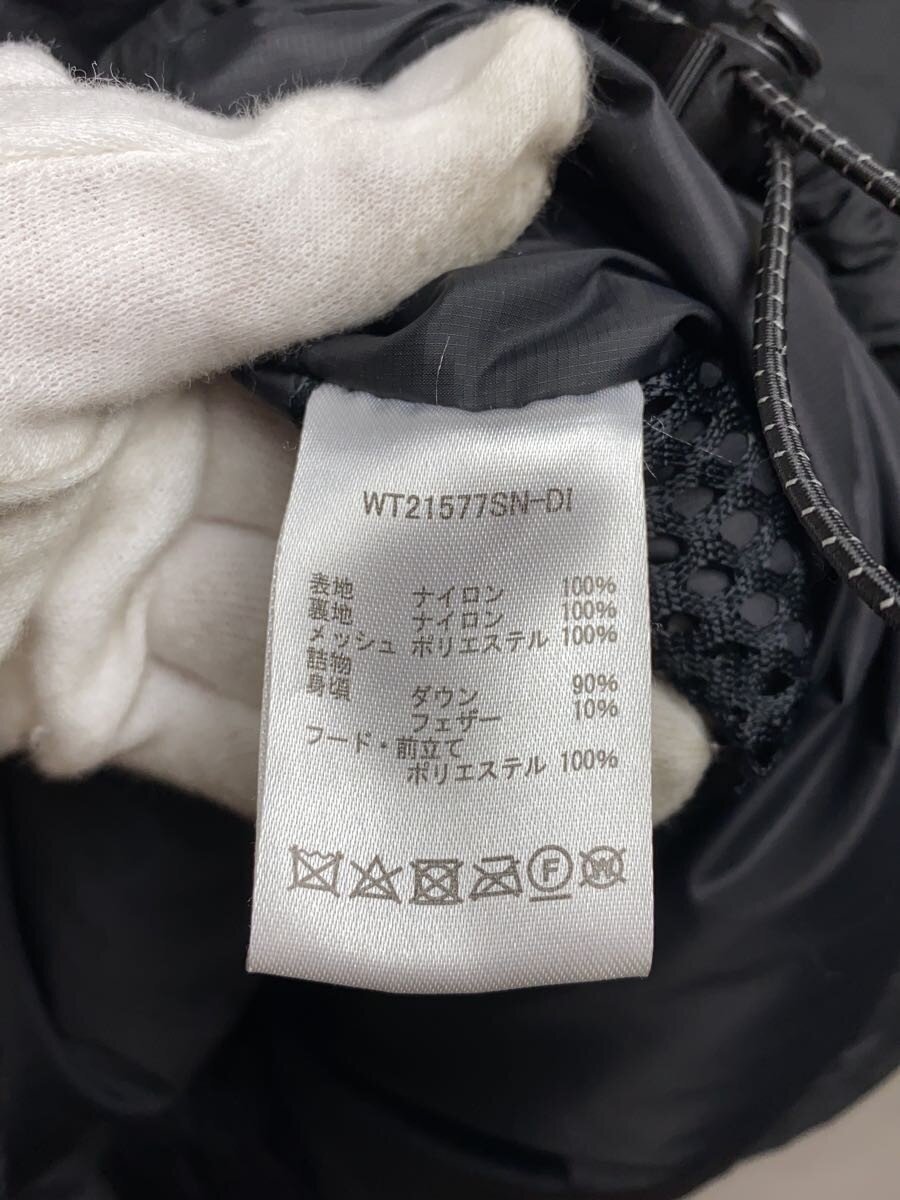 WT21577SN-DI
表地 ナイロン 100%
裏地 ナイロン 100%
メッシュ ポリエステル 100%
詰物
身頃 ダウン 90%
フェザー 10%
フード・前立て
ポリエステル 100%
F W